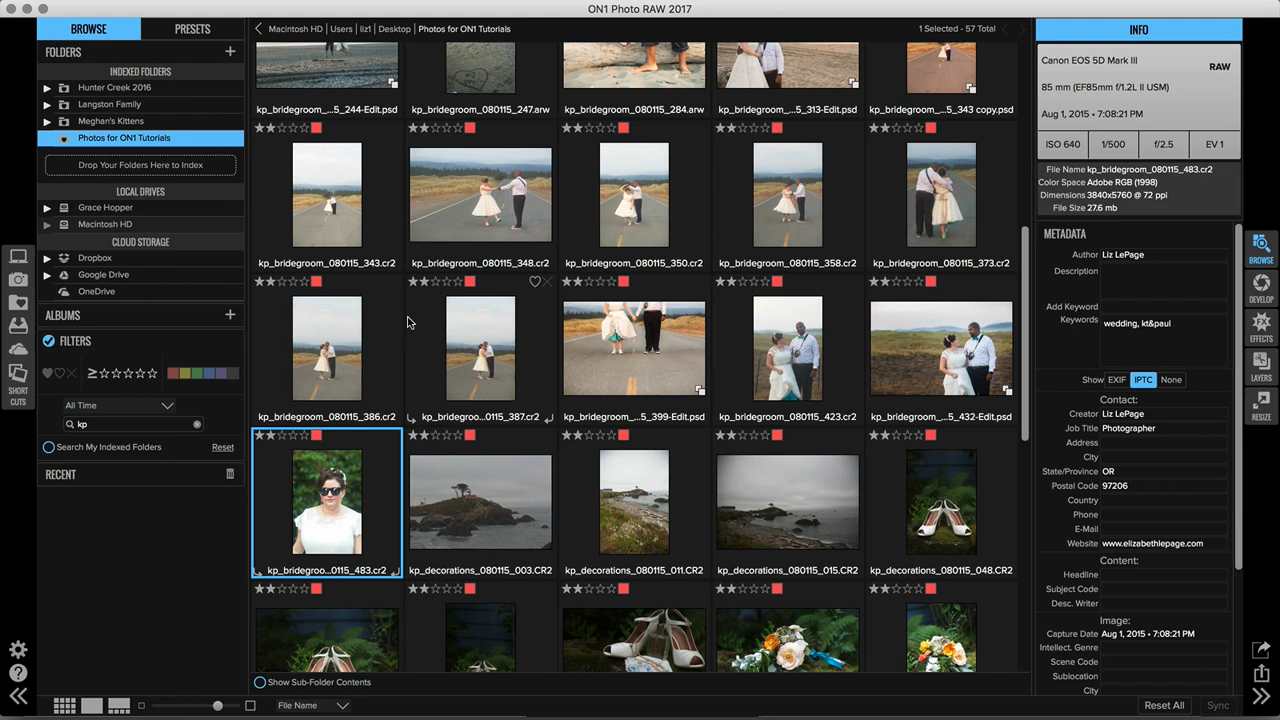 ON1 Photo RAW 2017
BROWSE
PRESETS
FOLDERS
INDEXED FOLDERS
Hunter Creek 2016
Langston Family
Meghan's Kittens
Photos for ON1 Tutorials
Drop Your Folders Here to Index
LOCAL DRIVES
Grace Hopper
Macintosh HD
CLOUD STORAGE
Dropbox
Google Drive
OneDrive
ALBUMS
FILTERS
All Time
kp
Search My Indexed Folders Reset
RECENT
SHORT
CUTS
Macintosh HD | Users | liz1 | Desktop | Photos for ON1 Tutorials
1 Selected - 57 Total
kp_bridegroom_...5_244-Edit.psd kp_bridegroom_080115_247.arw kp_bridegroom_080115_284.arw kp_bridegroom_...5_313-Edit.psd kp_bridegroom_...5_343 copy.psd
kp_bridegroom_080115_343.cr2 kp_bridegroom_080115_348.cr2 kp_bridegroom_080115_350.cr2 kp_bridegroom_080115_358.cr2 kp_bridegroom_080115_373.cr2
kp_bridegroom_080115_386.cr2 kp_bridegroo...0115_387.cr2 kp_bridegroom_...5_399-Edit.psd kp_bridegroom_080115_423.cr2 kp_bridegroom_...5_432-Edit.psd
kp_bridegroo...0115_483.cr2 kp_decorations_080115_003.CR2 kp_decorations_080115_011.CR2 kp_decorations_080115_015.CR2 kp_decorations_080115_048.CR2
Show Sub-Folder Contents
File Name
INFO
Canon EOS 5D Mark III
RAW
85 mm (EF85mm f/1.2L II USM)
Aug 1, 2015 • 7:08:21 PM
ISO 640 1/500 f/2.5 EV 1
File Name kp_bridegroom_080115_483.cr2
Color Space Adobe RGB (1998)
Dimensions 3840x5760 @ 72 ppi
File Size 27.6 mb
METADATA
Author Liz LePage
Description
Add Keyword
Keywords wedding, kt&paul
Show EXIF IPTC None
Contact:
Creator Liz LePage
Job Title Photographer
Address
City
State/Province OR
Postal Code 97206
Country
Phone
E-Mail
Website www.elizabethlepage.com
Content:
Headline
Subject Code
Desc. Writer
Image:
Capture Date Aug 1, 2015 • 7:08:21 PM
Intellect. Genre
Scene Code
Sublocation
City
Reset All Sync
BROWSE
DEVELOP
EFFECTS
LAYERS
RESIZE